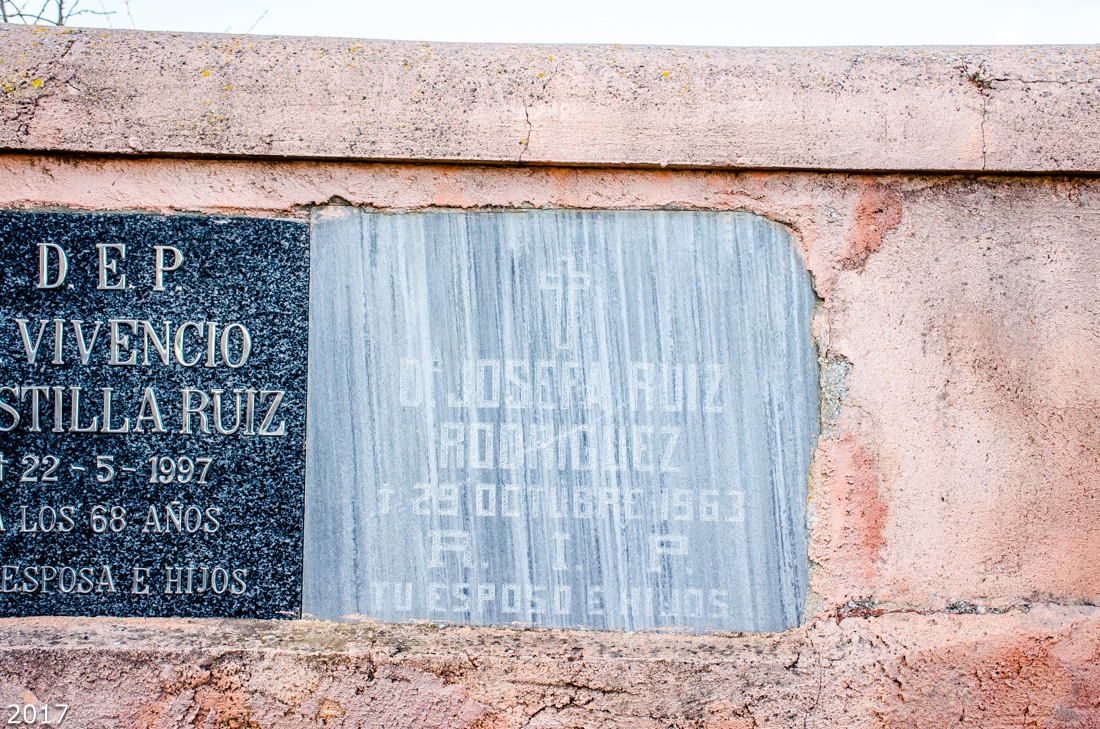 D. E. P.
VIVENCIO
STILLA RUIZ
† 22-5-1997
A LOS 68 AÑOS
ESPOSA E HIJOS
Dª JOSEFA RUIZ
RODRIGUEZ
† 29 OCTUBRE 1963
R. I. P.
TU ESPOSO E HIJOS
2017